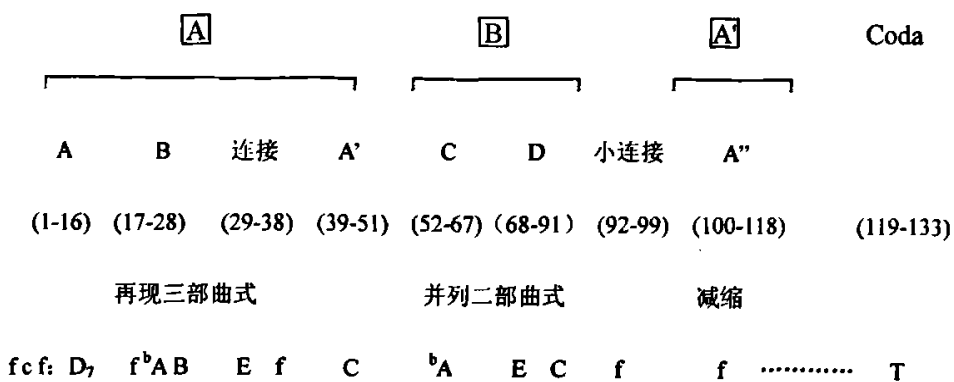 A B A' Coda
A B 连接 A' C D 小连接 A”
(1-16) (17-28) (29-38) (39-51) (52-67) (68-91) (92-99) (100-118) (119-133)
再现三部曲式 并列二部曲式 减缩
f c f: D₇ f ᵇA B E f C ᵇA E C f f ………… T